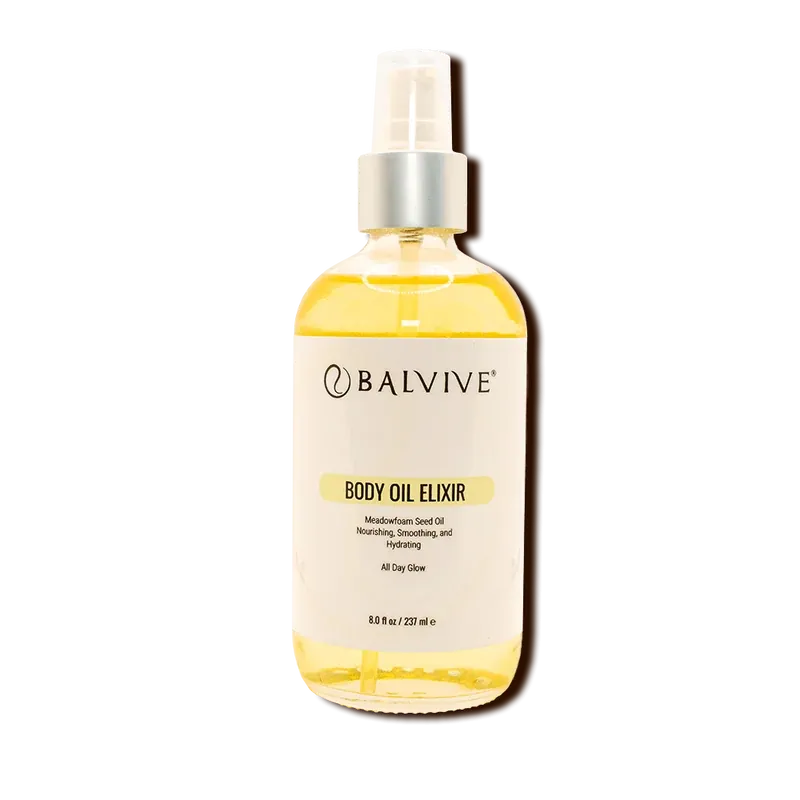 BALVIVE®
BODY OIL ELIXIR
Meadowfoam Seed Oil
Nourishing, Smoothing, and
Hydrating
All Day Glow
8.0 fl oz / 237 ml ℮